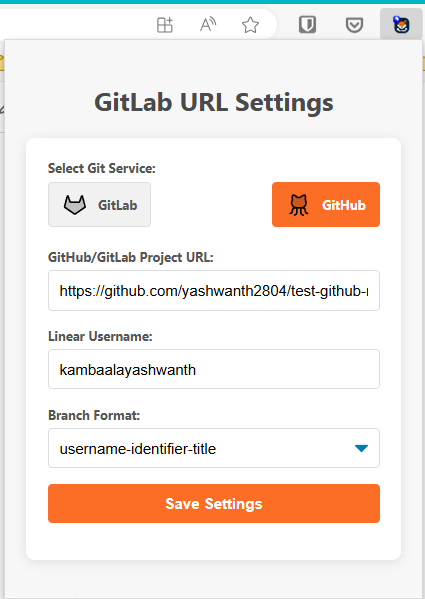 GitLab URL Settings
Select Git Service:
GitLab
GitHub
GitHub/GitLab Project URL:
https://github.com/yashwanth2804/test-github-r
Linear Username:
kambaalayashwanth
Branch Format:
username-identifier-title
Save Settings